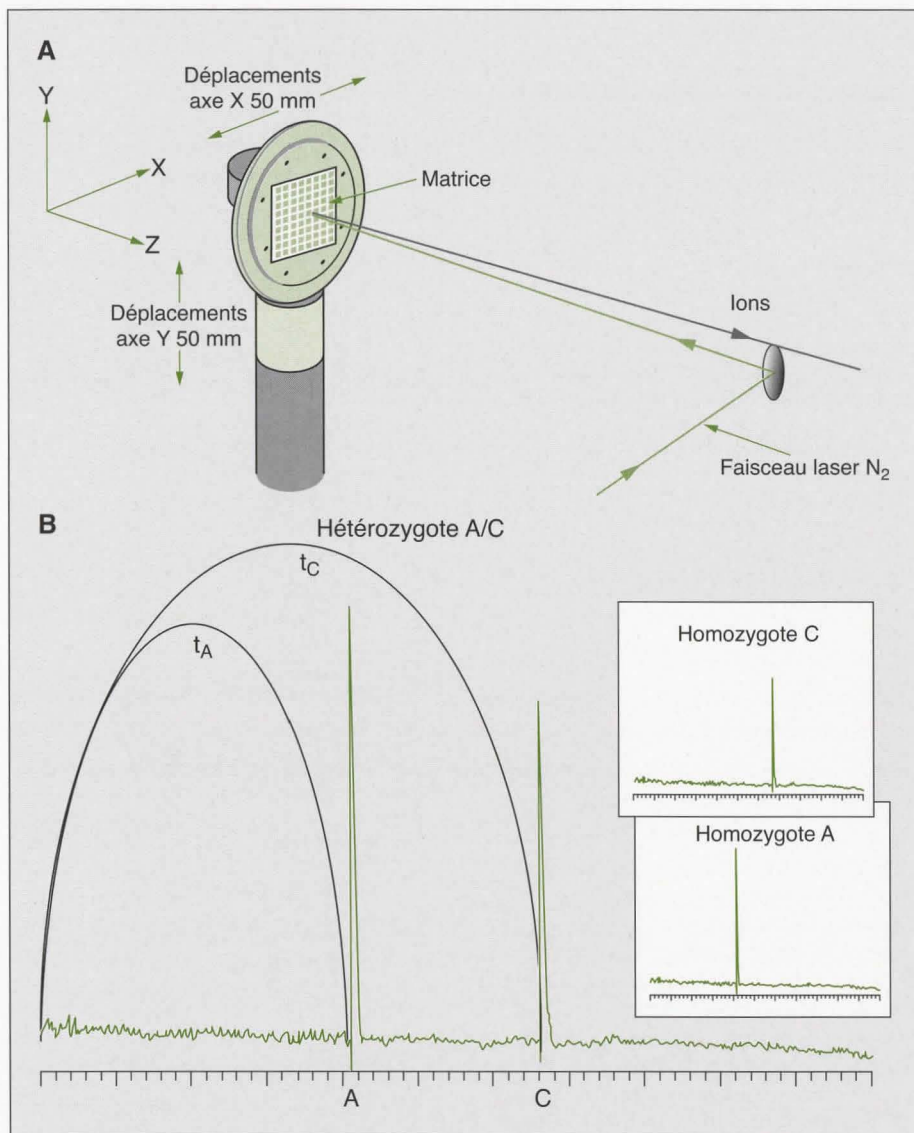 A
Déplacements
axe X 50 mm
Y
X
Z
Matrice
Déplacements
axe Y 50 mm
Ions
Faisceau laser N₂
B
Hétérozygote A/C
tC
tA
Homozygote C
Homozygote A
A
C